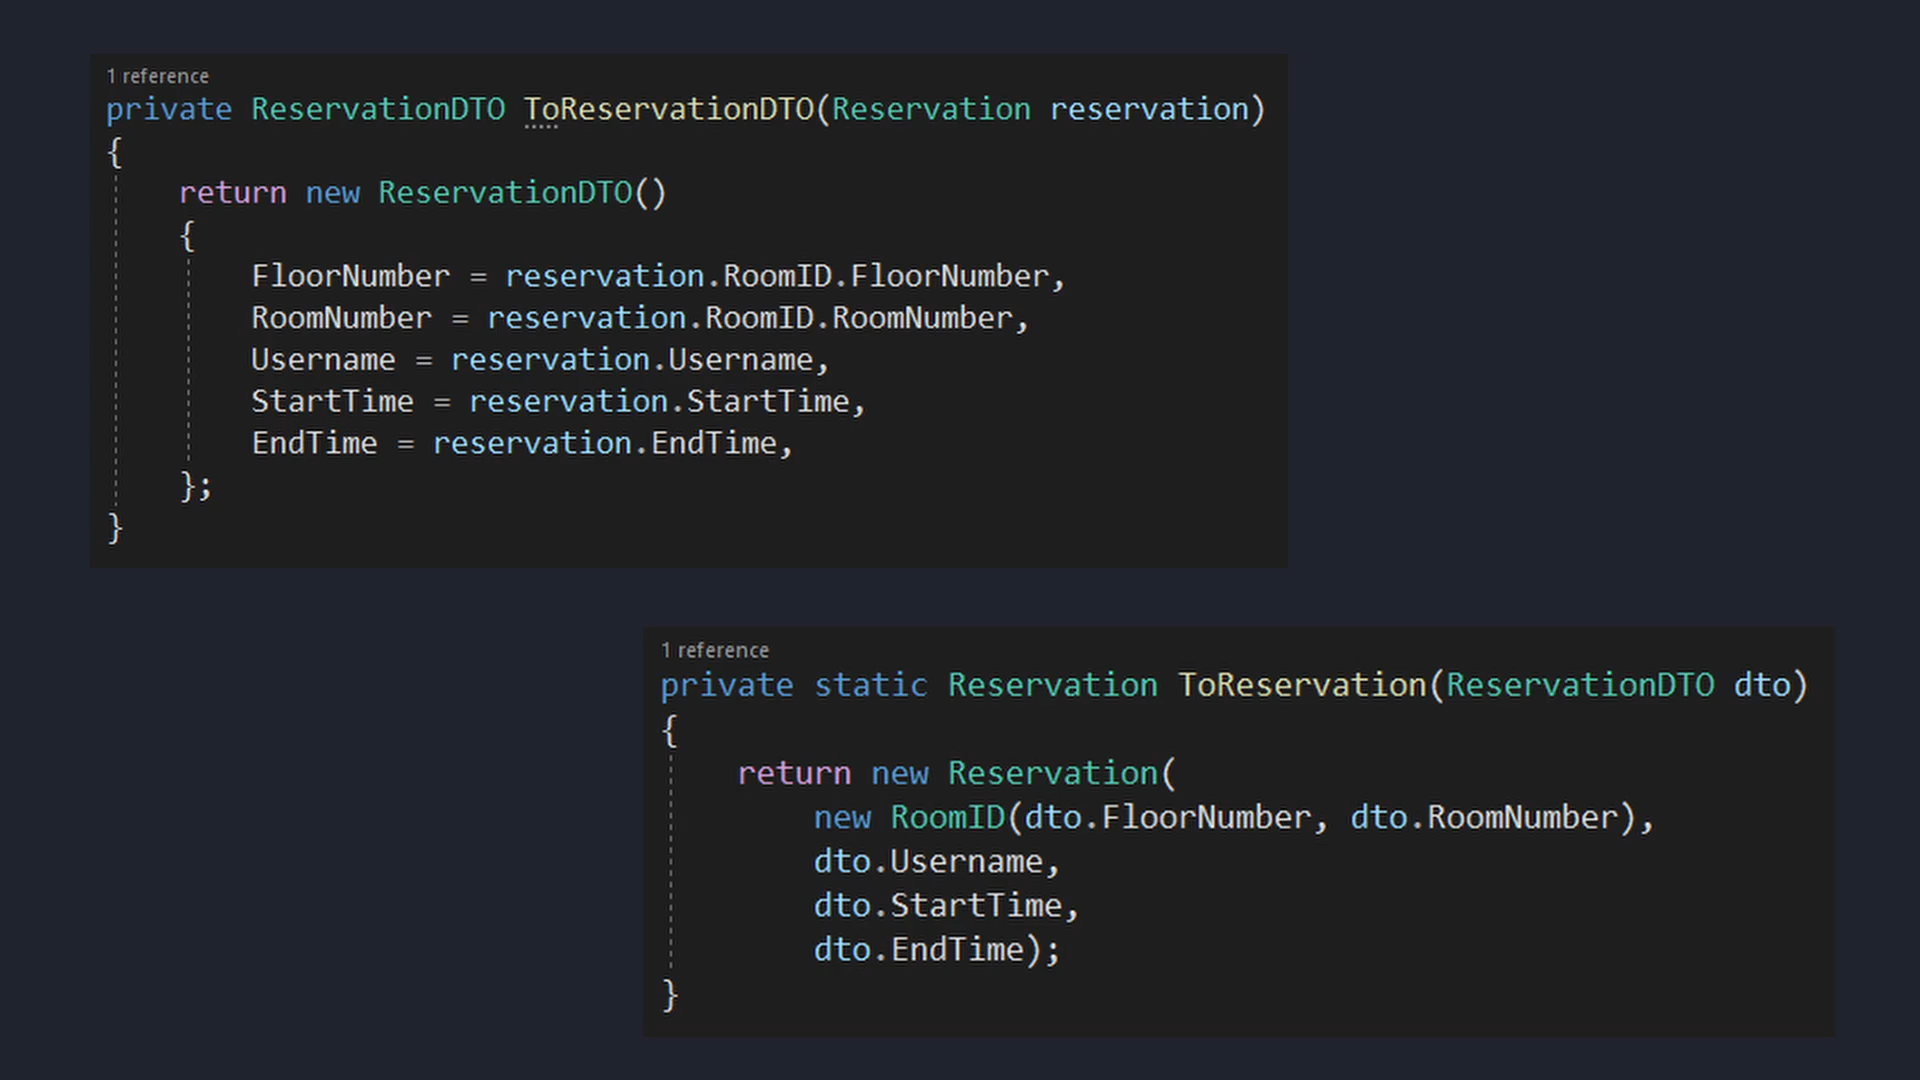 1 reference
private ReservationDTO ToReservationDTO(Reservation reservation)
{
    return new ReservationDTO()
    {
        FloorNumber = reservation.RoomID.FloorNumber,
        RoomNumber = reservation.RoomID.RoomNumber,
        Username = reservation.Username,
        StartTime = reservation.StartTime,
        EndTime = reservation.EndTime,
    };
}
1 reference
private static Reservation ToReservation(ReservationDTO dto)
{
    return new Reservation(
        new RoomID(dto.FloorNumber, dto.RoomNumber),
        dto.Username,
        dto.StartTime,
        dto.EndTime);
}